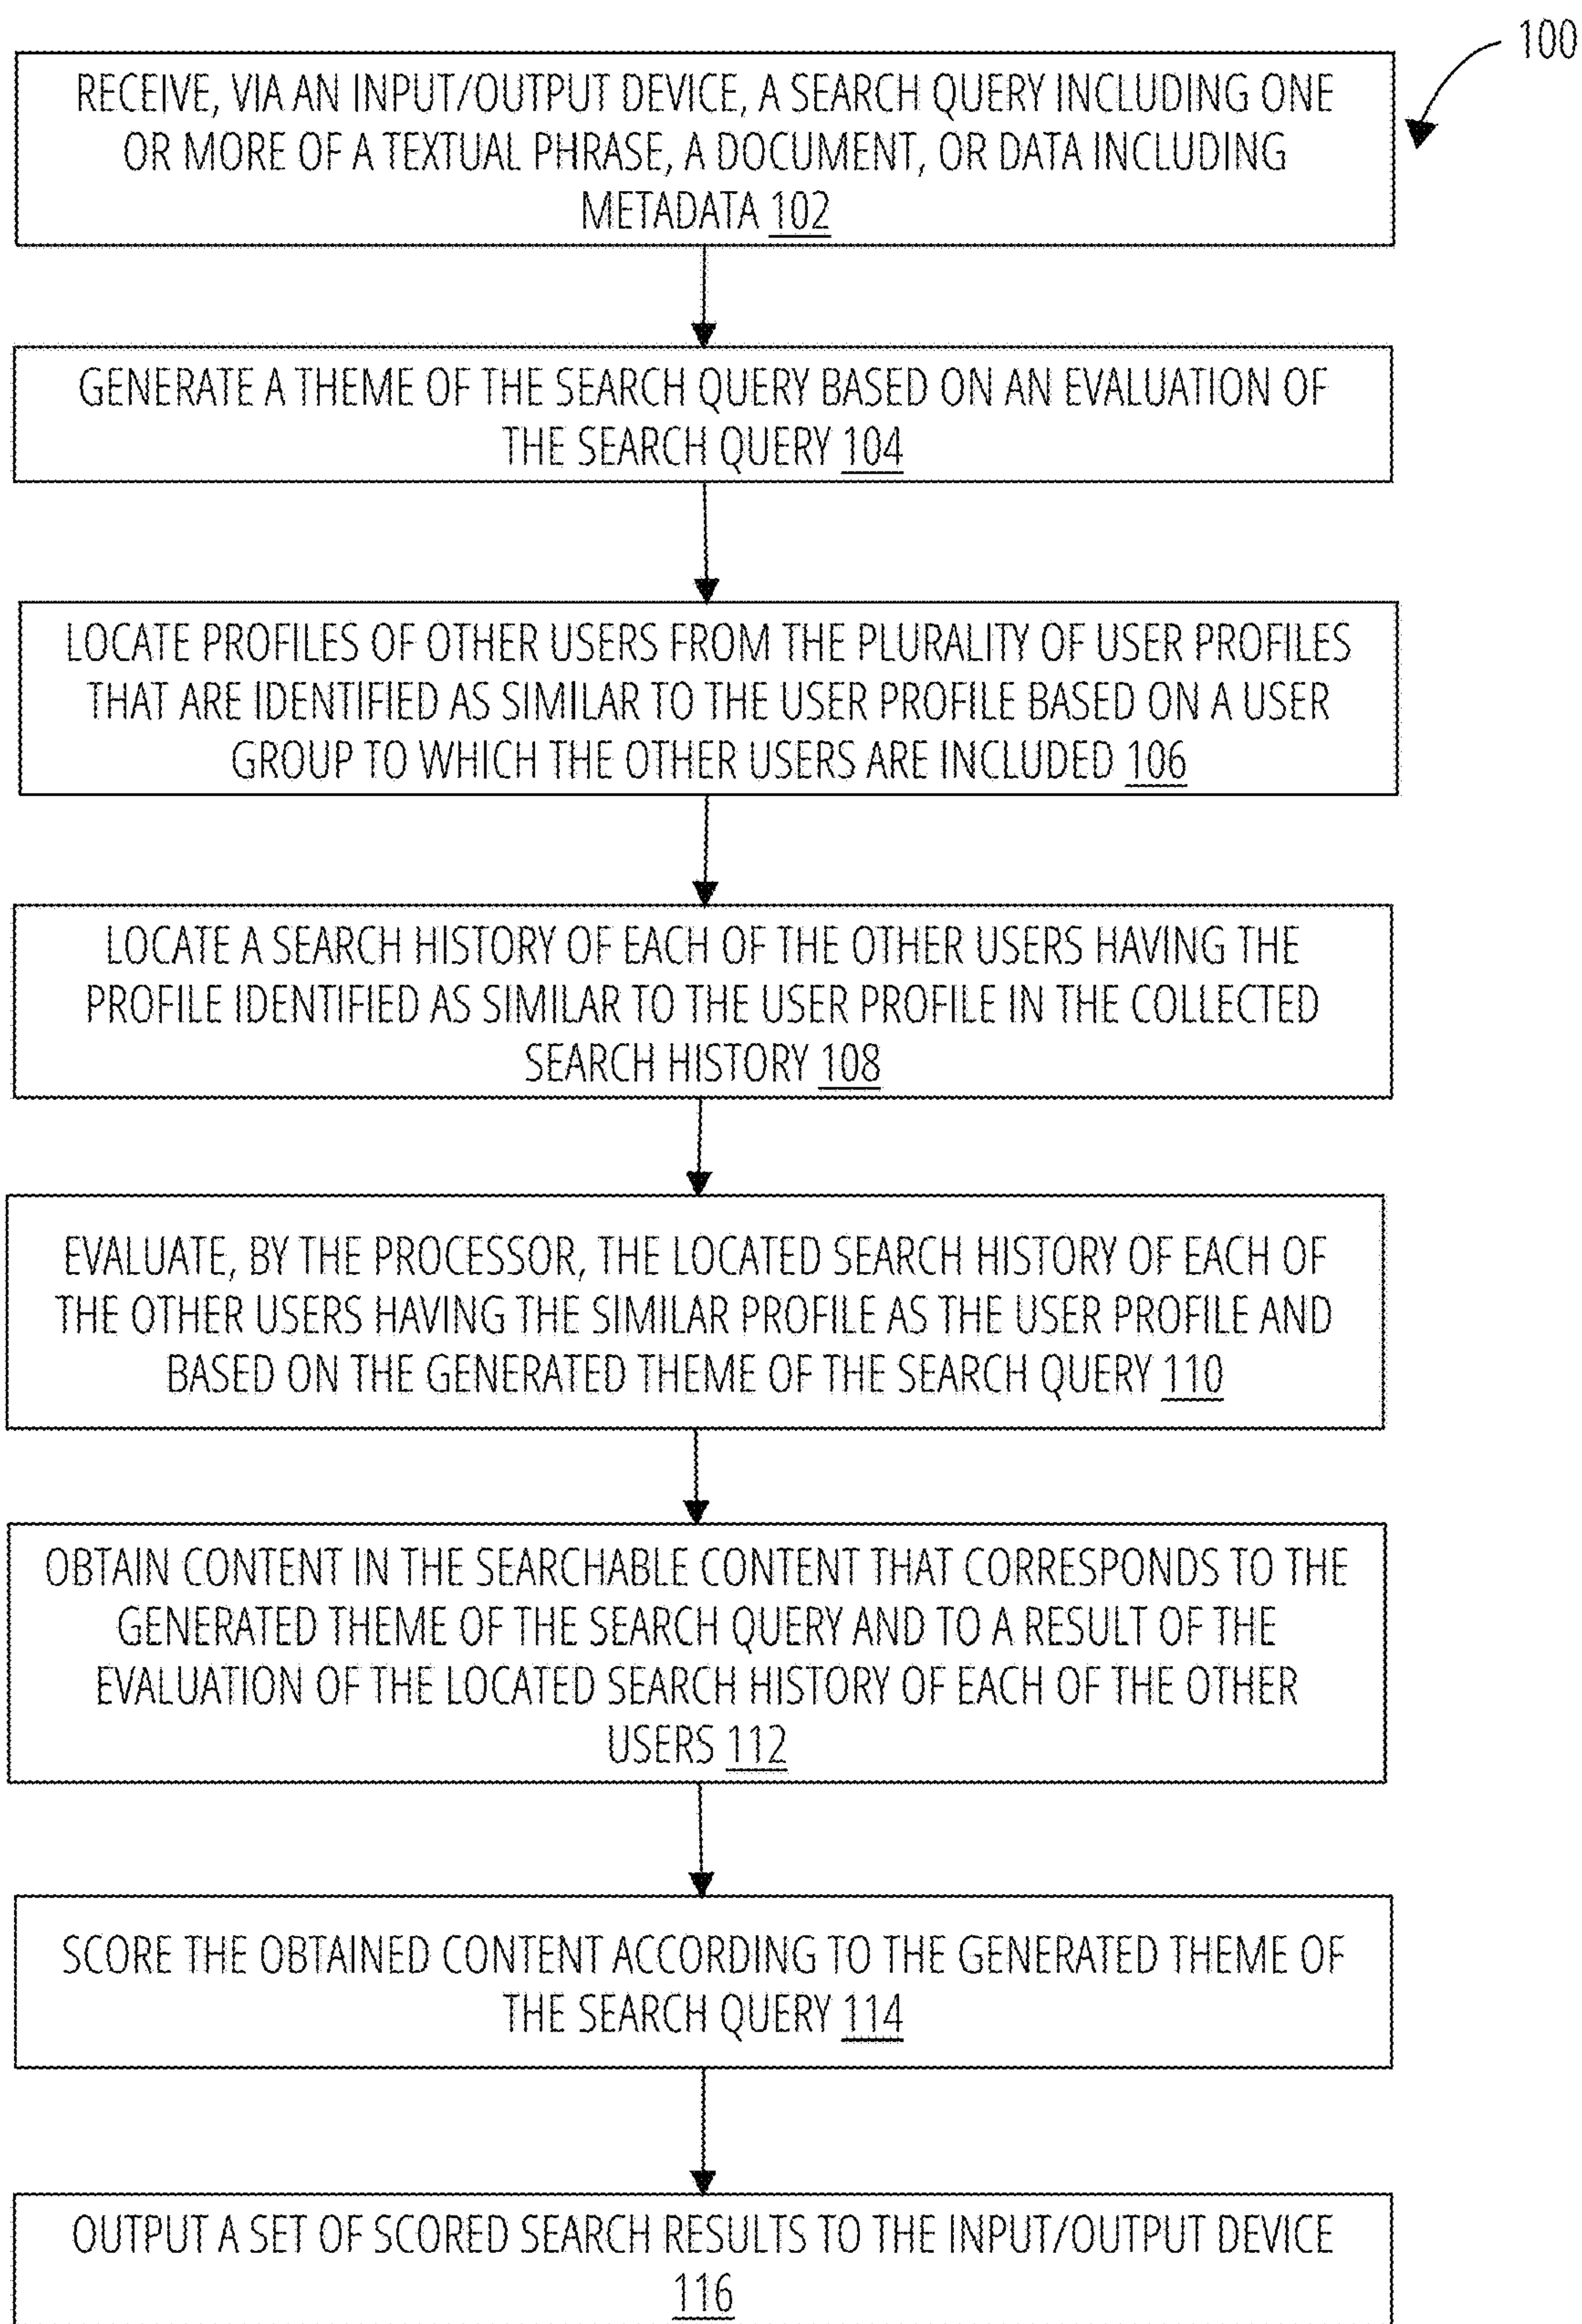 100
RECEIVE, VIA AN INPUT/OUTPUT DEVICE, A SEARCH QUERY INCLUDING ONE
OR MORE OF A TEXTUAL PHRASE, A DOCUMENT, OR DATA INCLUDING
METADATA 102
GENERATE A THEME OF THE SEARCH QUERY BASED ON AN EVALUATION OF
THE SEARCH QUERY 104
LOCATE PROFILES OF OTHER USERS FROM THE PLURALITY OF USER PROFILES
THAT ARE IDENTIFIED AS SIMILAR TO THE USER PROFILE BASED ON A USER
GROUP TO WHICH THE OTHER USERS ARE INCLUDED 106
LOCATE A SEARCH HISTORY OF EACH OF THE OTHER USERS HAVING THE
PROFILE IDENTIFIED AS SIMILAR TO THE USER PROFILE IN THE COLLECTED
SEARCH HISTORY 108
EVALUATE, BY THE PROCESSOR, THE LOCATED SEARCH HISTORY OF EACH OF
THE OTHER USERS HAVING THE SIMILAR PROFILE AS THE USER PROFILE AND
BASED ON THE GENERATED THEME OF THE SEARCH QUERY 110
OBTAIN CONTENT IN THE SEARCHABLE CONTENT THAT CORRESPONDS TO THE
GENERATED THEME OF THE SEARCH QUERY AND TO A RESULT OF THE
EVALUATION OF THE LOCATED SEARCH HISTORY OF EACH OF THE OTHER
USERS 112
SCORE THE OBTAINED CONTENT ACCORDING TO THE GENERATED THEME OF
THE SEARCH QUERY 114
OUTPUT A SET OF SCORED SEARCH RESULTS TO THE INPUT/OUTPUT DEVICE
116